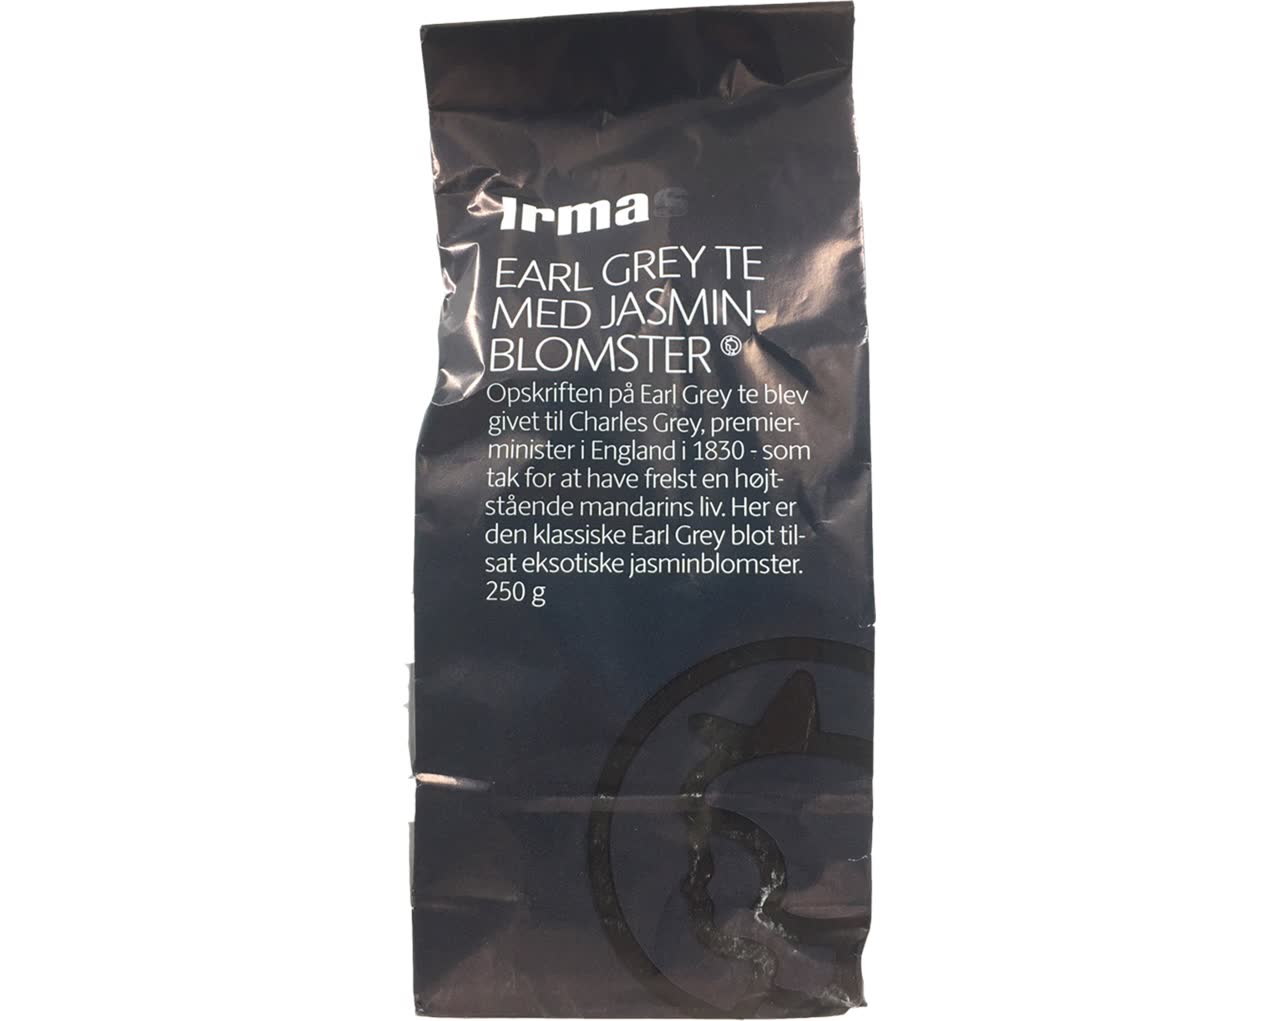 Irmas
EARL GREY TE
MED JASMIN-
BLOMSTER
Opskriften på Earl Grey te blev
givet til Charles Grey, premier-
minister i England i 1830 - som
tak for at have frelst en højt-
stående mandarins liv. Her er
den klassiske Earl Grey blot til-
sat eksotiske jasminblomster.
250 g